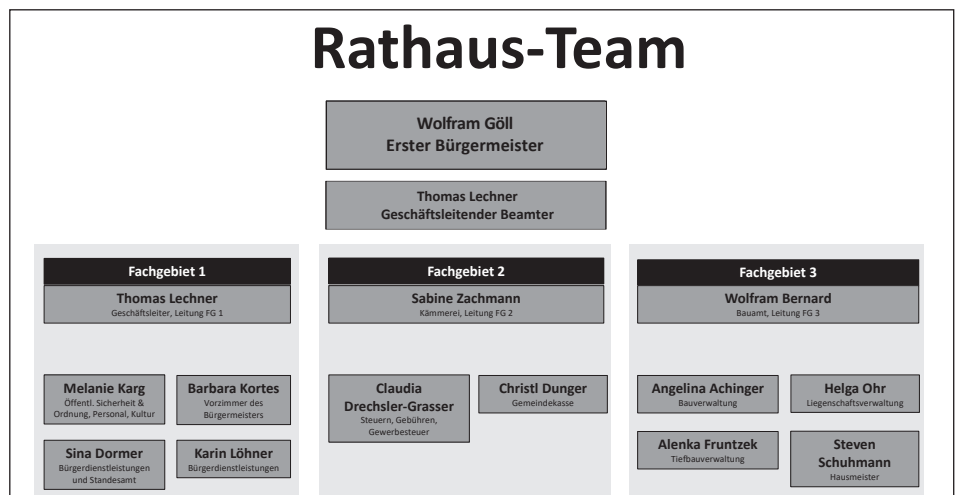 Rathaus-Team
Wolfram Göll
Erster Bürgermeister
Thomas Lechner
Geschäftsleitender Beamter
Fachgebiet 1
Thomas Lechner
Geschäftsleiter, Leitung FG 1
Melanie Karg
Öffentl. Sicherheit &
Ordnung, Personal, Kultur
Barbara Kortes
Vorzimmer des
Bürgermeisters
Sina Dormer
Bürgerdienstleistungen
und Standesamt
Karin Löhner
Bürgerdienstleistungen
Fachgebiet 2
Sabine Zachmann
Kämmerei, Leitung FG 2
Claudia
Drechsler-Grasser
Steuern, Gebühren,
Gewerbesteuer
Christl Dunger
Gemeindekasse
Fachgebiet 3
Wolfram Bernard
Bauamt, Leitung FG 3
Angelina Achinger
Bauverwaltung
Helga Ohr
Liegenschaftsverwaltung
Alenka Fruntzek
Tiefbauverwaltung
Steven
Schuhmann
Hausmeister